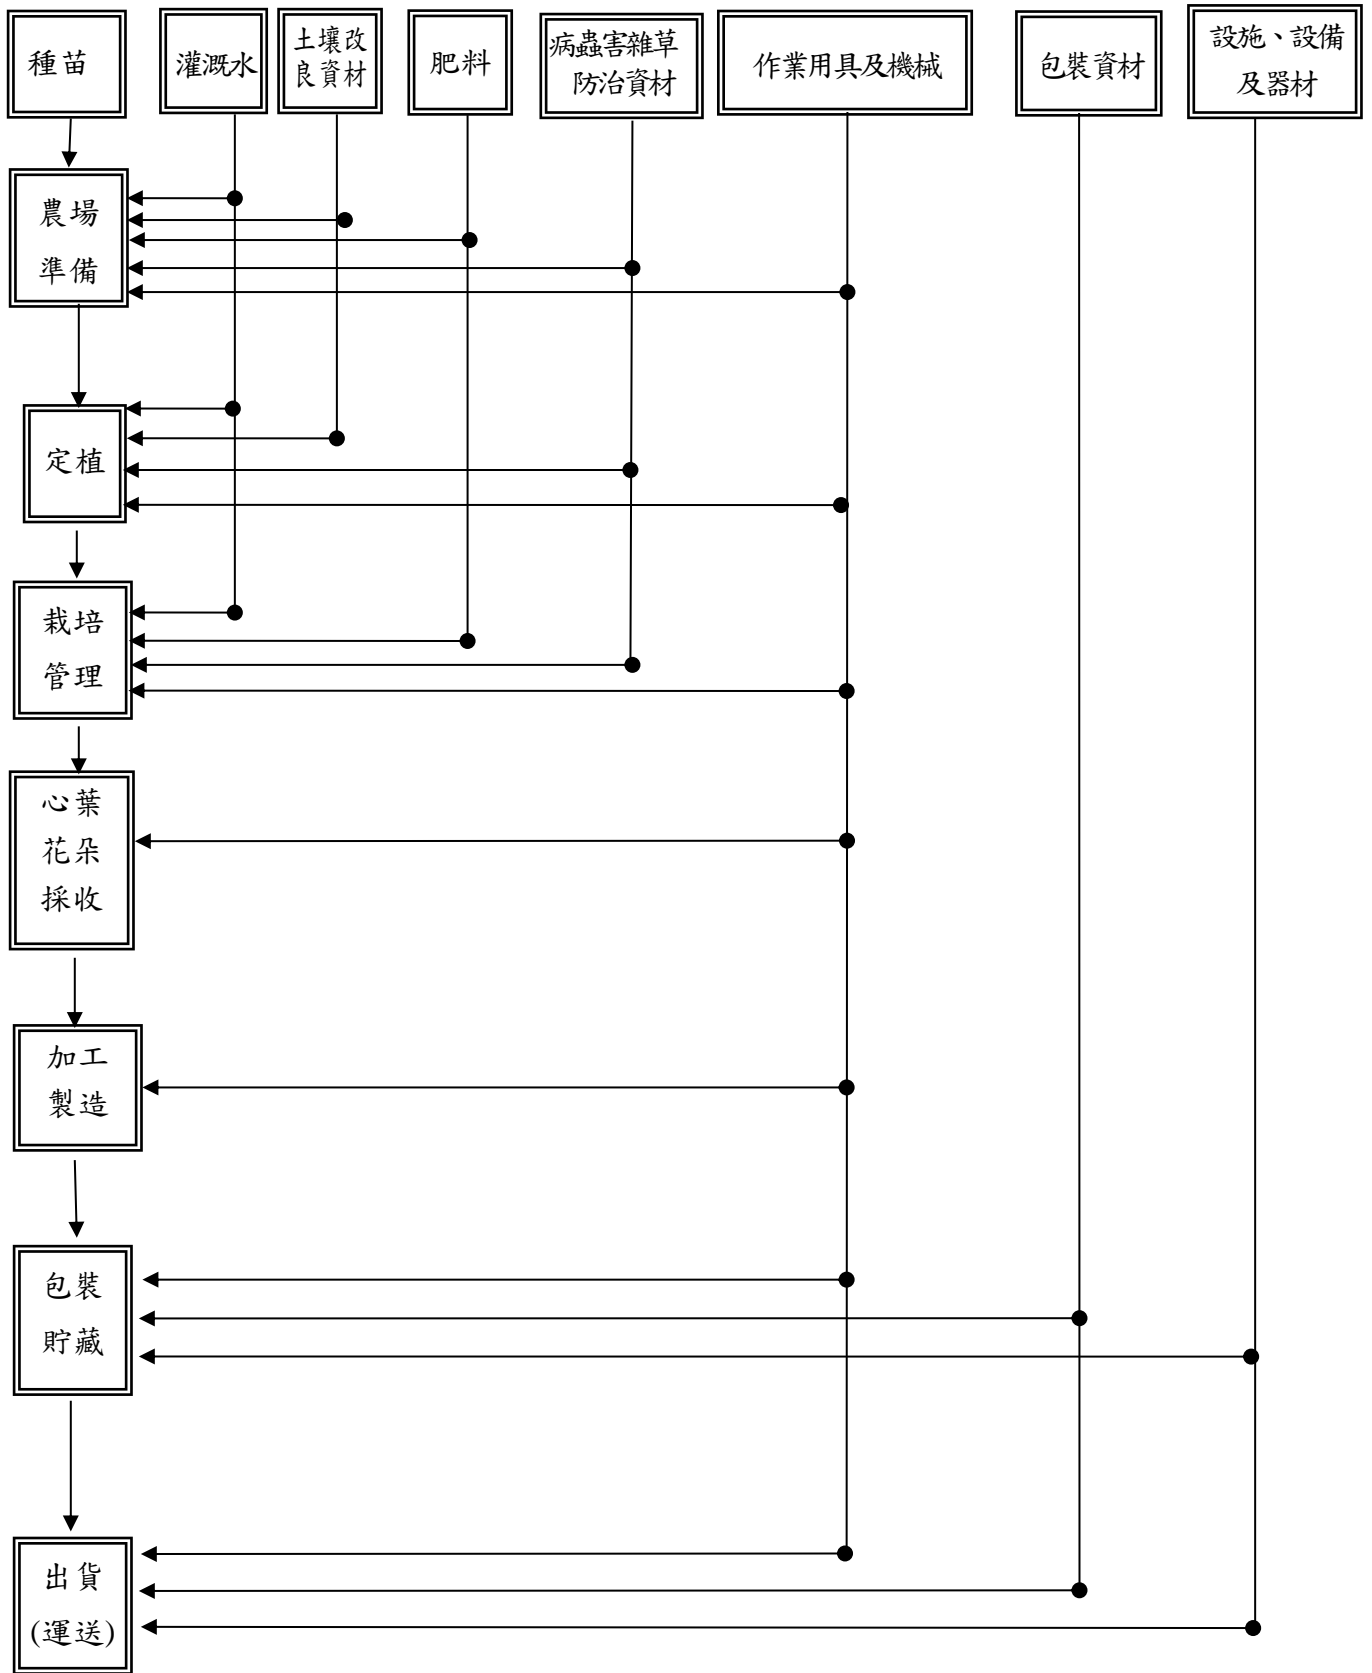 種苗
灌溉水
土壤改
良資材
肥料
病蟲害雜草
防治資材
作業用具及機械
包裝資材
設施、設備
及器材
農場
準備
定植
栽培
管理
心葉
花朵
採收
加工
製造
包裝
貯藏
出貨
(運送)